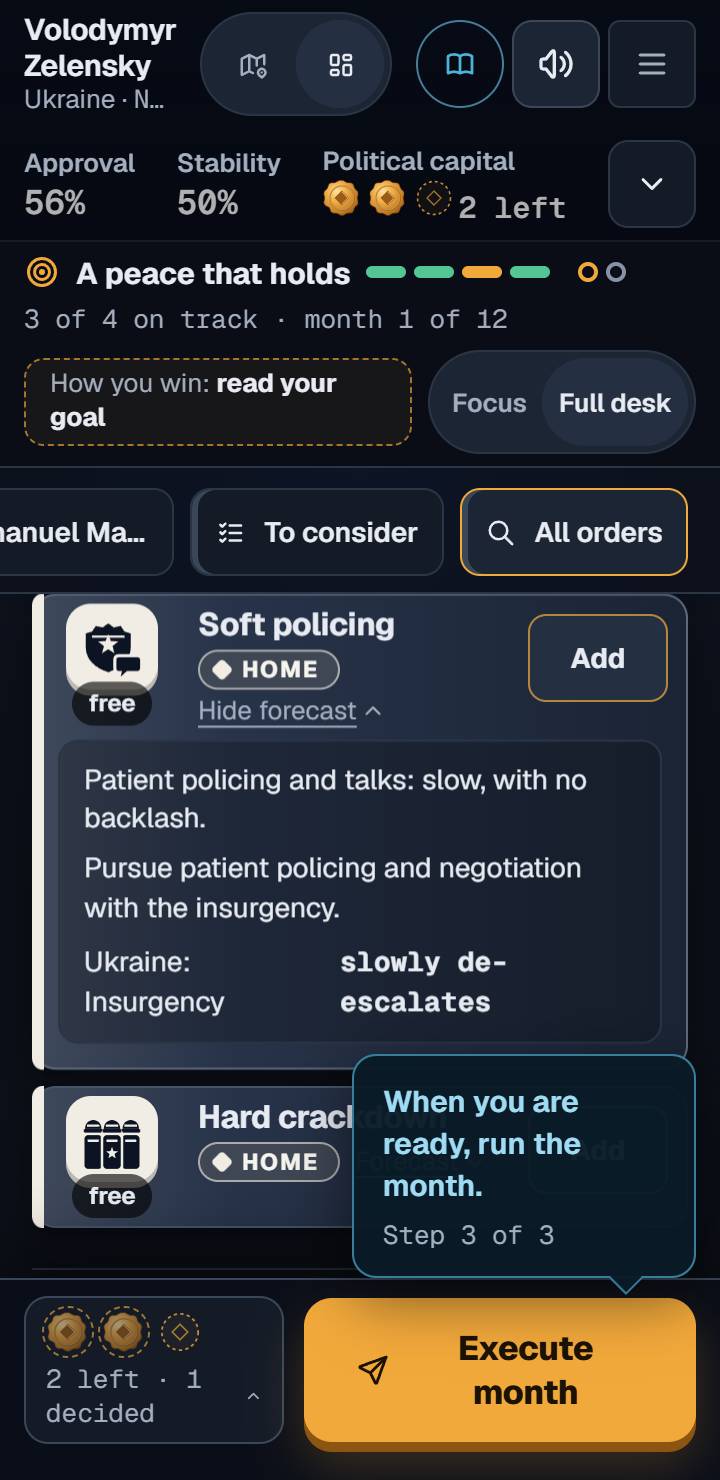 Volodymyr
Zelensky
Ukraine · N…
Approval
56%
Stability
50%
Political capital
2 left
A peace that holds
3 of 4 on track · month 1 of 12
How you win: read your
goal
Focus
Full desk
nanuel Ma…
To consider
All orders
Soft policing
HOME
free
Hide forecast
Add
Patient policing and talks: slow, with no
backlash.
Pursue patient policing and negotiation
with the insurgency.
Ukraine:
Insurgency
slowly de-
escalates
Hard crackdown
HOME
free
Forecast
Add
When you are
ready, run the
month.
Step 3 of 3
2 left · 1
decided
Execute
month